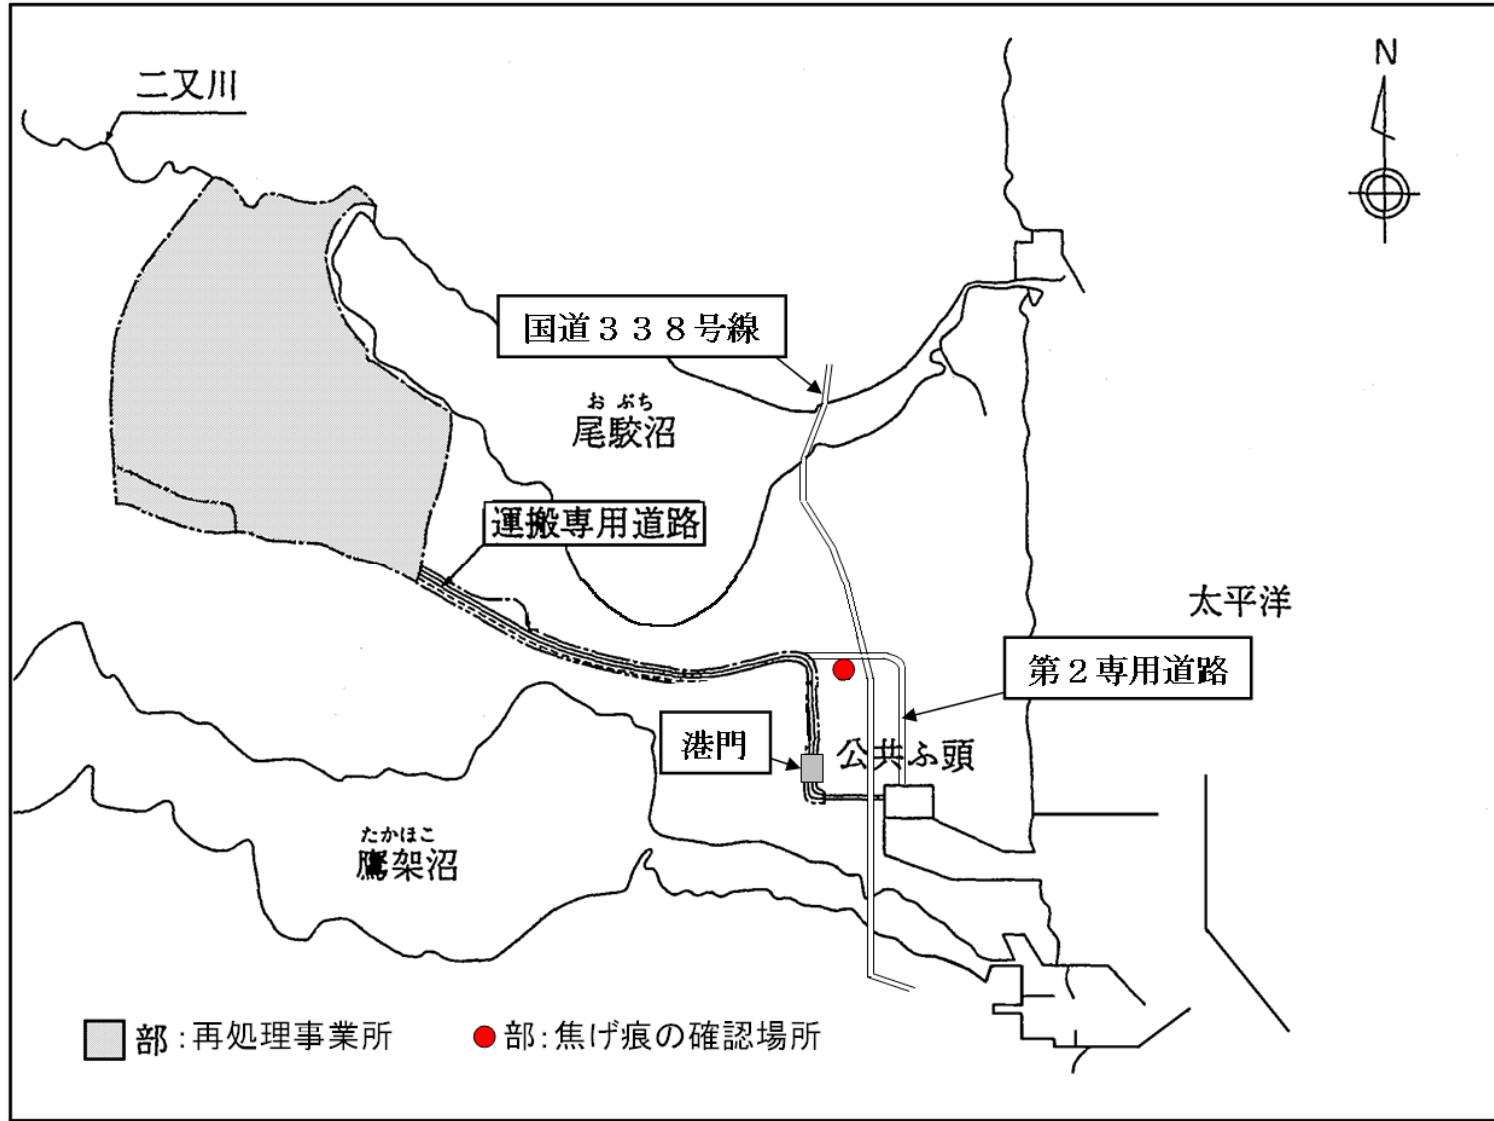 二又川
N
国道３３８号線
おぶち
尾駮沼
運搬専用道路
太平洋
第２専用道路
港門
公共ふ頭
たかほこ
鷹架沼
部：再処理事業所
部：焦げ痕の確認場所